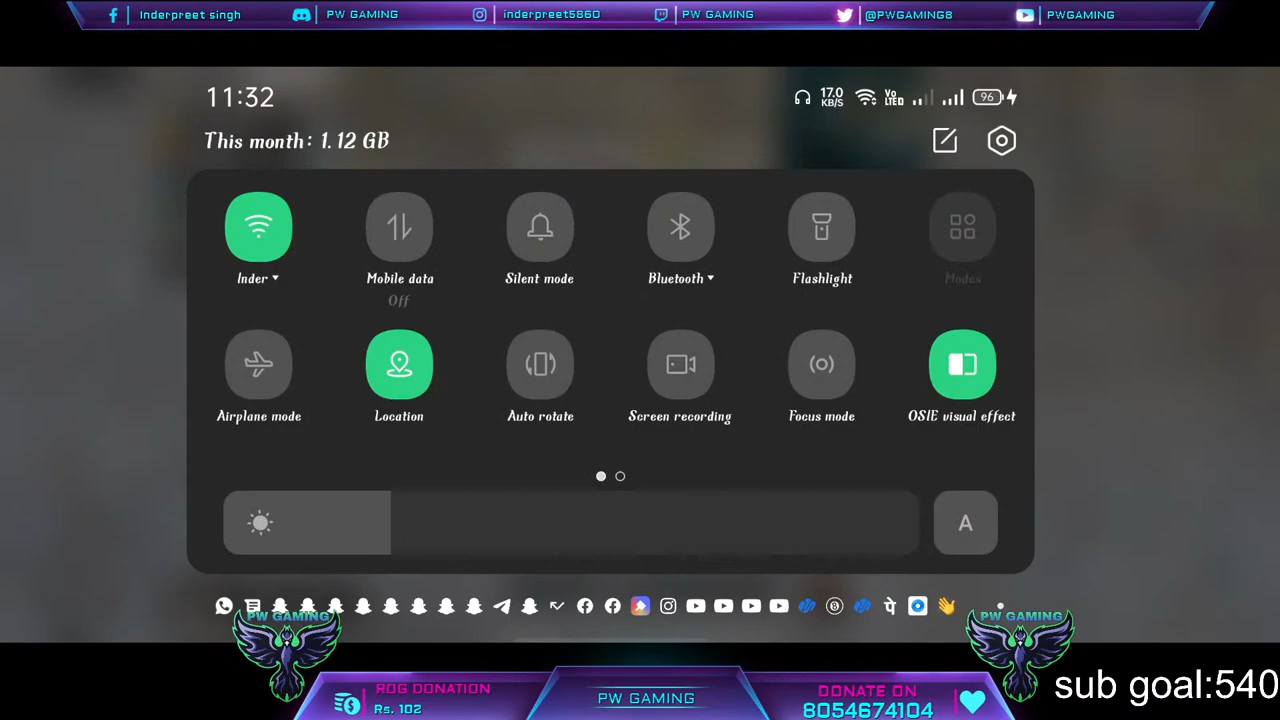 Inderpreet singh PW GAMING inderpreet5860 PW GAMING @PWGAMING8 PWGAMING
11:32 17.0 KB/S Vo LTED 96
This month: 1.12 GB
Inder Mobile data Silent mode Bluetooth Flashlight Modes
Off
Airplane mode Location Auto rotate Screen recording Focus mode OSIE visual effect
A
PW GAMING PW GAMING
ROG DONATION
Rs. 102
PW GAMING
DONATE ON
8054674104
sub goal:540